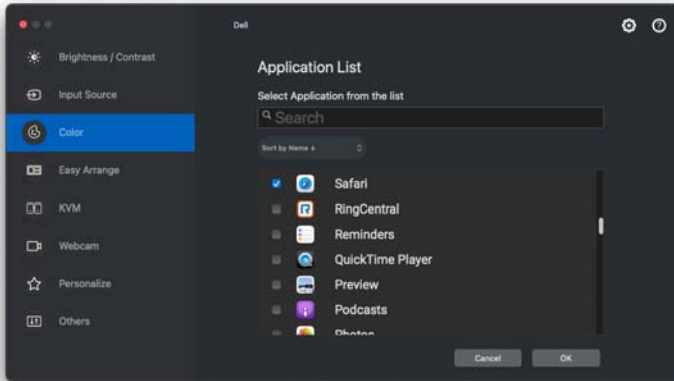 Dell
Brightness / Contrast
Input Source
Color
Easy Arrange
KVM
Webcam
Personalize
Others
Application List
Select Application from the list
Search
Sort by Name ↓
Safari
RingCentral
Reminders
QuickTime Player
Preview
Podcasts
Photos
Cancel
OK